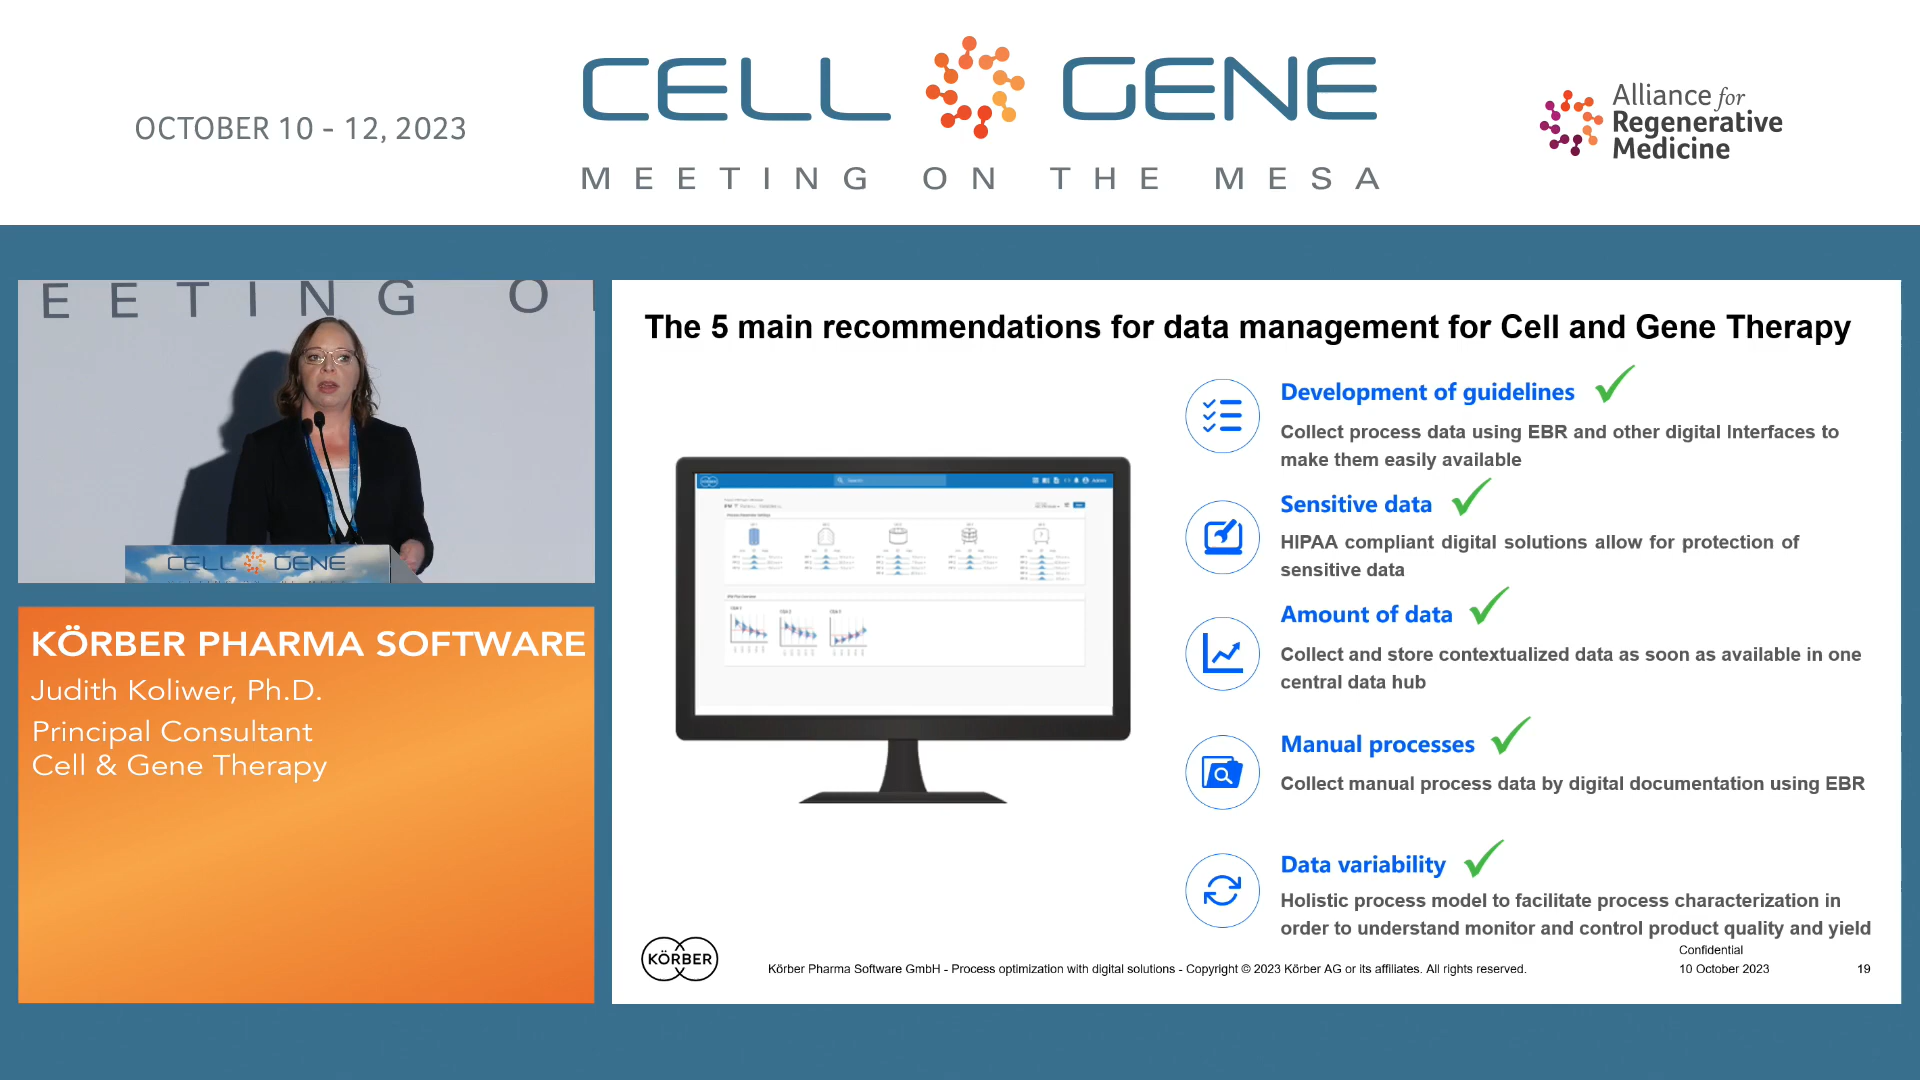 OCTOBER 10 - 12, 2023
CELL GENE
MEETING ON THE MESA
Alliance for
Regenerative
Medicine
EETING O
CELL GENE
KÖRBER PHARMA SOFTWARE
Judith Koliwer, Ph.D.
Principal Consultant
Cell & Gene Therapy
The 5 main recommendations for data management for Cell and Gene Therapy
KÖRBER
Development of guidelines
Collect process data using EBR and other digital Interfaces to
make them easily available
Sensitive data
HIPAA compliant digital solutions allow for protection of
sensitive data
Amount of data
Collect and store contextualized data as soon as available in one
central data hub
Manual processes
Collect manual process data by digital documentation using EBR
Data variability
Holistic process model to facilitate process characterization in
order to understand monitor and control product quality and yield
KÖRBER
Körber Pharma Software GmbH - Process optimization with digital solutions - Copyright © 2023 Körber AG or its affiliates. All rights reserved.
Confidential
10 October 2023
19